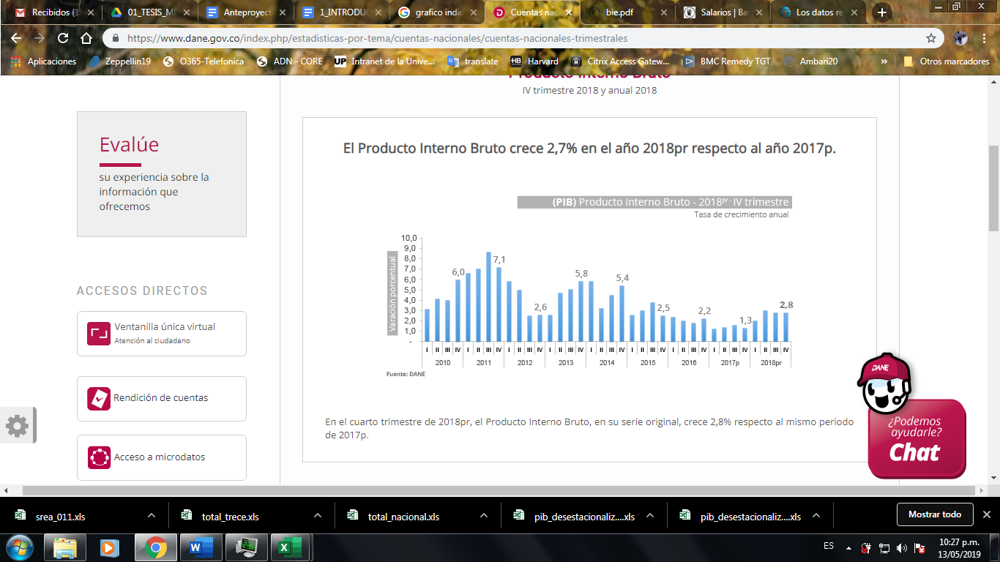 Recibidos (1
01_TESIS_ME
Anteproyect
1_INTRODUC
grafico indic
Cuentas nac
bie.pdf
Salarios | Ba
Los datos re
https://www.dane.gov.co/index.php/estadisticas-por-tema/cuentas-nacionales/cuentas-nacionales-trimestrales
Aplicaciones
Zeppellin19
O365-Telefonica
ADN - CORE
Intranet de la Unive...
translate
Harvard
Citrix Access Gatew...
BMC Remedy TGT
Ambari20
»
Otros marcadores
Producto Interno Bruto
IV trimestre 2018 y anual 2018
Evalúe
su experiencia sobre la
información que
ofrecemos
El Producto Interno Bruto crece 2,7% en el año 2018pr respecto al año 2017p.
(PIB) Producto Interno Bruto - 2018pr - IV trimestre
Tasa de crecimiento anual
Varación porcentual
10,0
9,0
8,0
7,0
6,0
5,0
4,0
3,0
2,0
1,0
-
6,0
7,1
2,6
5,8
5,4
2,5
2,2
1,3
2,8
I II III IV I II III IV I II III IV I II III IV I II III IV I II III IV I II III IV I II III IV I II III IV
2010 2011 2012 2013 2014 2015 2016 2017p 2018pr
Fuente: DANE
En el cuarto trimestre de 2018pr, el Producto Interno Bruto, en su serie original, crece 2,8% respecto al mismo periodo
de 2017p.
ACCESOS DIRECTOS
Ventanilla única virtual
Atención al ciudadano
Rendición de cuentas
Acceso a microdatos
DANE
¿Podemos
ayudarle?
Chat
srea_011.xls
total_trece.xls
total_nacional.xls
pib_desestacionaliz....xls
pib_desestacionaliz....xls
Mostrar todo
ES
10:27 p.m.
13/05/2019